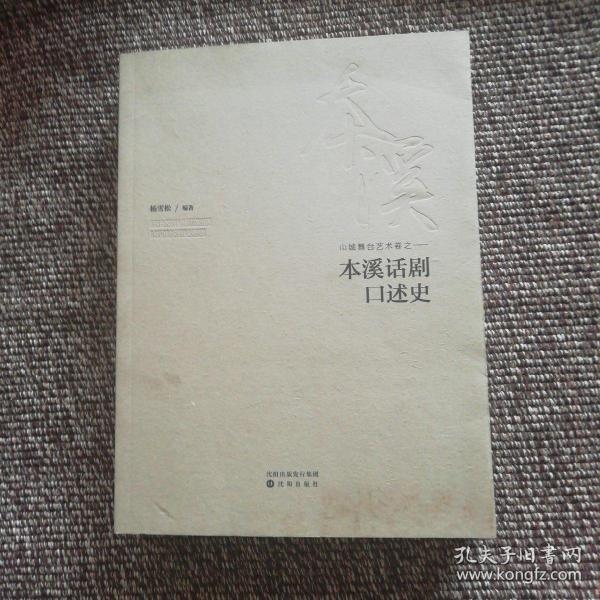 本溪
杨雪松 / 编著
山城舞台艺术卷之一
本溪话剧
口述史
沈阳出版发行集团
沈阳出版社
孔夫子旧書网
www.kongfz.com